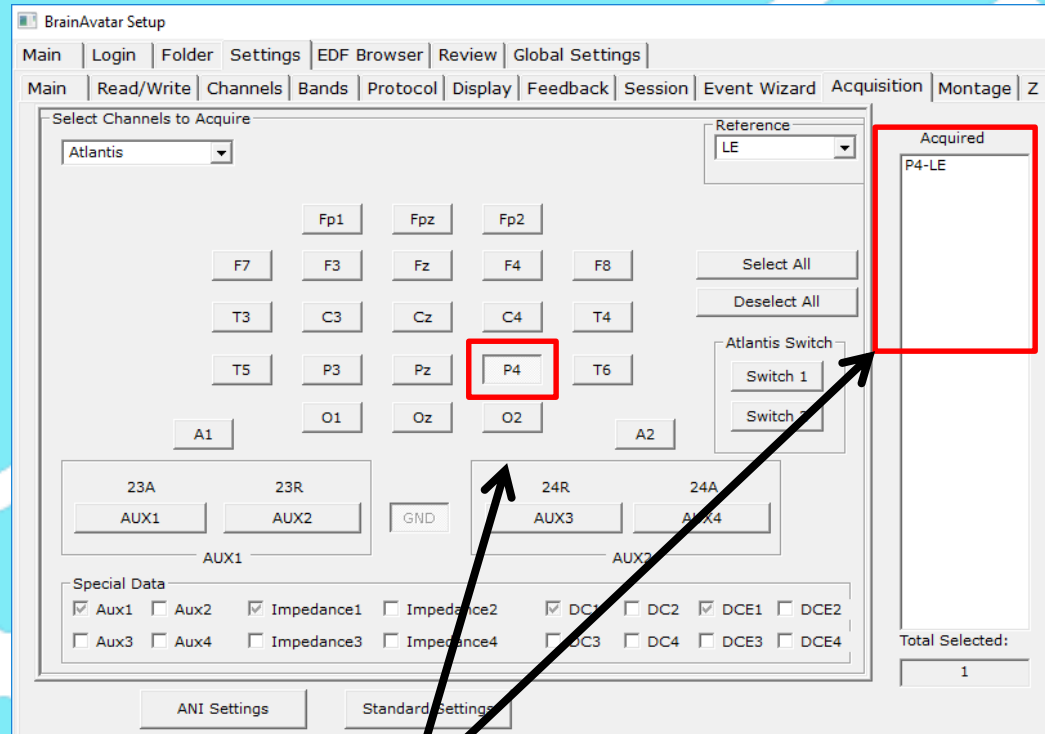 BrainAvatar Setup
Main Login Folder Settings EDF Browser Review Global Settings
Main Read/Write Channels Bands Protocol Display Feedback Session Event Wizard Acquisition Montage Z
Select Channels to Acquire
Reference
Acquired
Atlantis
LE
P4-LE
Fp1 Fpz Fp2
F7 F3 Fz F4 F8
Select All
Deselect All
T3 C3 Cz C4 T4
Atlantis Switch
T5 P3 Pz P4 T6
Switch 1
O1 Oz O2
Switch
A1 A2
23A 23R 24R 24A
AUX1 AUX2 GND AUX3 AUX4
AUX1 AUX2
Special Data
Aux1 Aux2 Impedance1 Impedance2 DC1 DC2 DCE1 DCE2
Aux3 Aux4 Impedance3 Impedance4 DC3 DC4 DCE3 DCE4
Total Selected:
1
ANI Settings Standard Settings